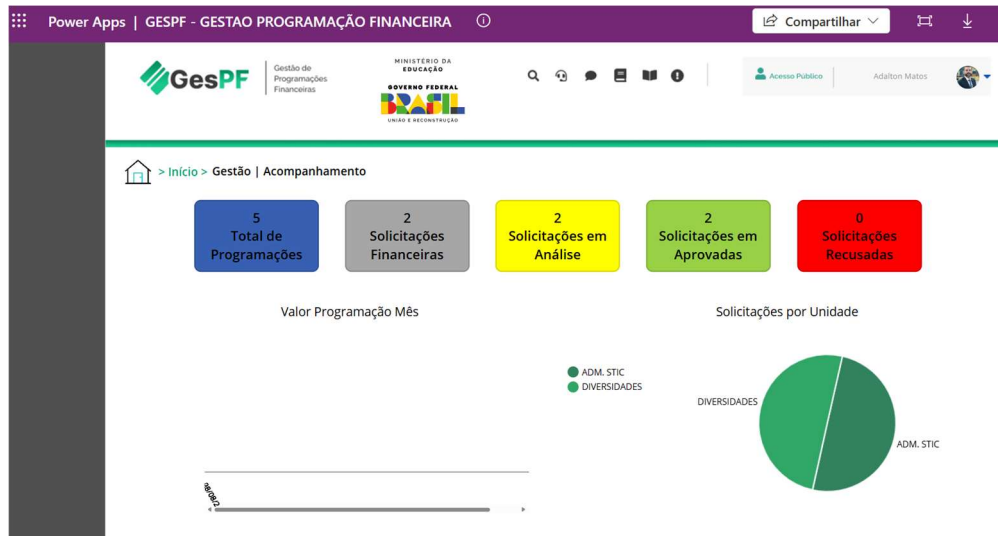 Power Apps | GESPF - GESTAO PROGRAMAÇÃO FINANCEIRA
Compartilhar
GesPF
Gestão de
Programações
Financeiras
MINISTÉRIO DA
EDUCAÇÃO
GOVERNO FEDERAL
BRASIL
UNIÃO E RECONSTRUÇÃO
Acesso Público
Adalton Matos
> Início > Gestão | Acompanhamento
5
Total de
Programações
2
Solicitações
Financeiras
2
Solicitações em
Análise
2
Solicitações em
Aprovadas
0
Solicitações
Recusadas
Valor Programação Mês
Solicitações por Unidade
ADM. STIC
DIVERSIDADES
DIVERSIDADES
ADM. STIC